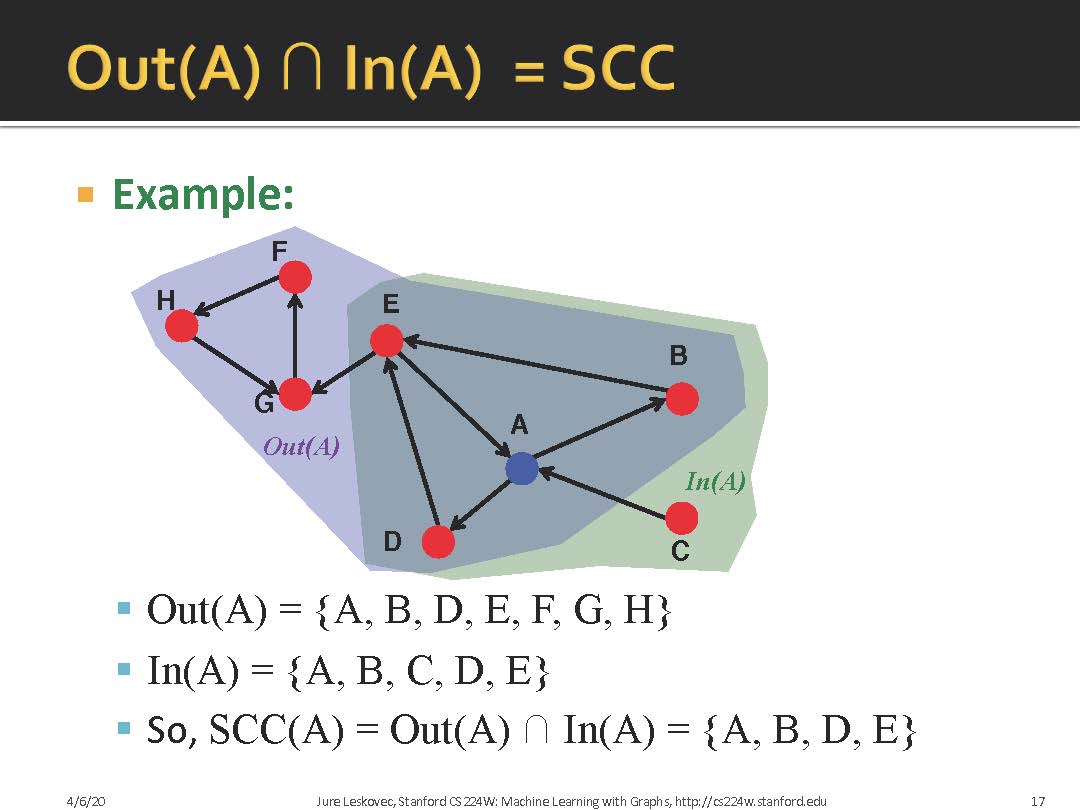 Out(A) ∩ In(A) = SCC
Example:
F
H
E
B
G
A
Out(A)
In(A)
D
C
Out(A) = {A, B, D, E, F, G, H}
In(A) = {A, B, C, D, E}
So, SCC(A) = Out(A) ∩ In(A) = {A, B, D, E}
4/6/20
Jure Leskovec, Stanford CS224W: Machine Learning with Graphs, http://cs224w.stanford.edu
17